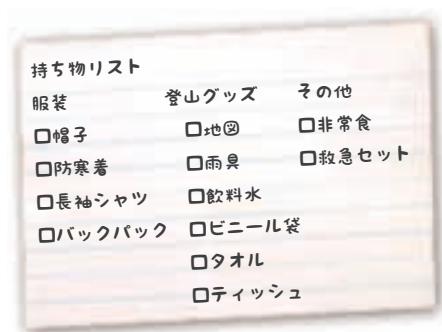 持ち物リスト
服装 登山グッズ その他
□帽子 □地図 □非常食
□防寒着 □雨具 □救急セット
□長袖シャツ □飲料水
□バックパック □ビニール袋
□タオル
□ティッシュ